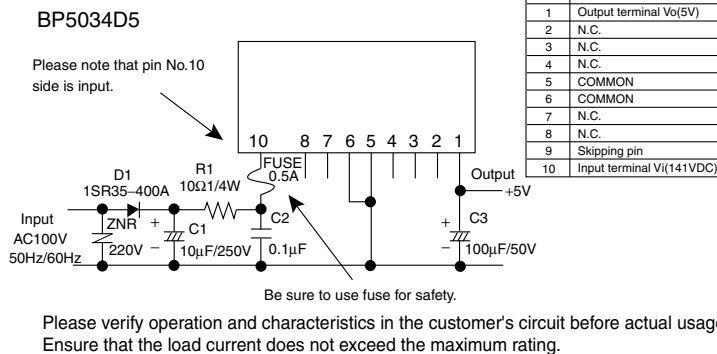 BP5034D5
Please note that pin No.10
side is input.
1 Output terminal Vo(5V)
2 N.C.
3 N.C.
4 N.C.
5 COMMON
6 COMMON
7 N.C.
8 N.C.
9 Skipping pin
10 Input terminal Vi(141VDC)
10 8 7 6 5 4 3 2 1
FUSE
0.5A
D1
1SR35–400A
R1
10Ω1/4W
Output
+5V
Input
AC100V
50Hz/60Hz
ZNR
220V
+
−
C1
10μF/250V
C2
0.1μF
+
−
C3
100μF/50V
Be sure to use fuse for safety.
Please verify operation and characteristics in the customer's circuit before actual usage
Ensure that the load current does not exceed the maximum rating.